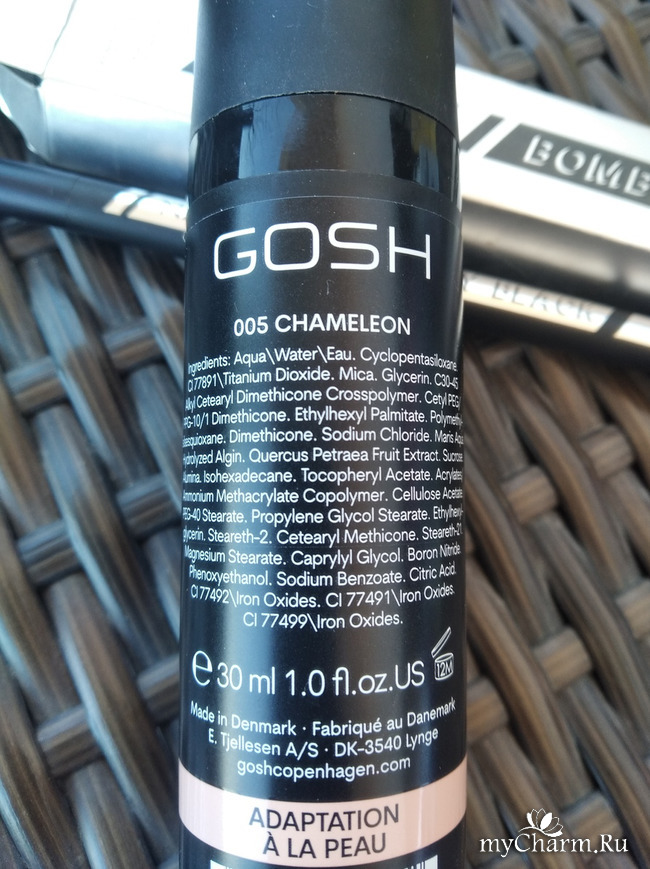 BOMB
BLACK
GOSH
005 CHAMELEON
Ingredients: Aqua\Water\Eau. Cyclopentasiloxane.
CI 77891\Titanium Dioxide. Mica. Glycerin. C30-45
Alkyl Cetearyl Dimethicone Crosspolymer. Cetyl PEG/
PPG-10/1 Dimethicone. Ethylhexyl Palmitate. Polymethyl-
silsesquioxane. Dimethicone. Sodium Chloride. Maris Aqua.
Hydrolyzed Algin. Quercus Petraea Fruit Extract. Sucrose.
Alumina. Isohexadecane. Tocopheryl Acetate. Acrylates/
Ammonium Methacrylate Copolymer. Cellulose Acetate.
PEG-40 Stearate. Propylene Glycol Stearate. Ethylhexyl-
glycerin. Steareth-2. Cetearyl Methicone. Steareth-21.
Magnesium Stearate. Caprylyl Glycol. Boron Nitride.
Phenoxyethanol. Sodium Benzoate. Citric Acid.
CI 77492\Iron Oxides. CI 77491\Iron Oxides.
CI 77499\Iron Oxides.
℮ 30 ml 1.0 fl.oz.US 12M
Made in Denmark · Fabriqué au Danemark
E. Tjellesen A/S · DK-3540 Lynge
goshcopenhagen.com
ADAPTATION
À LA PEAU
myCharm.Ru